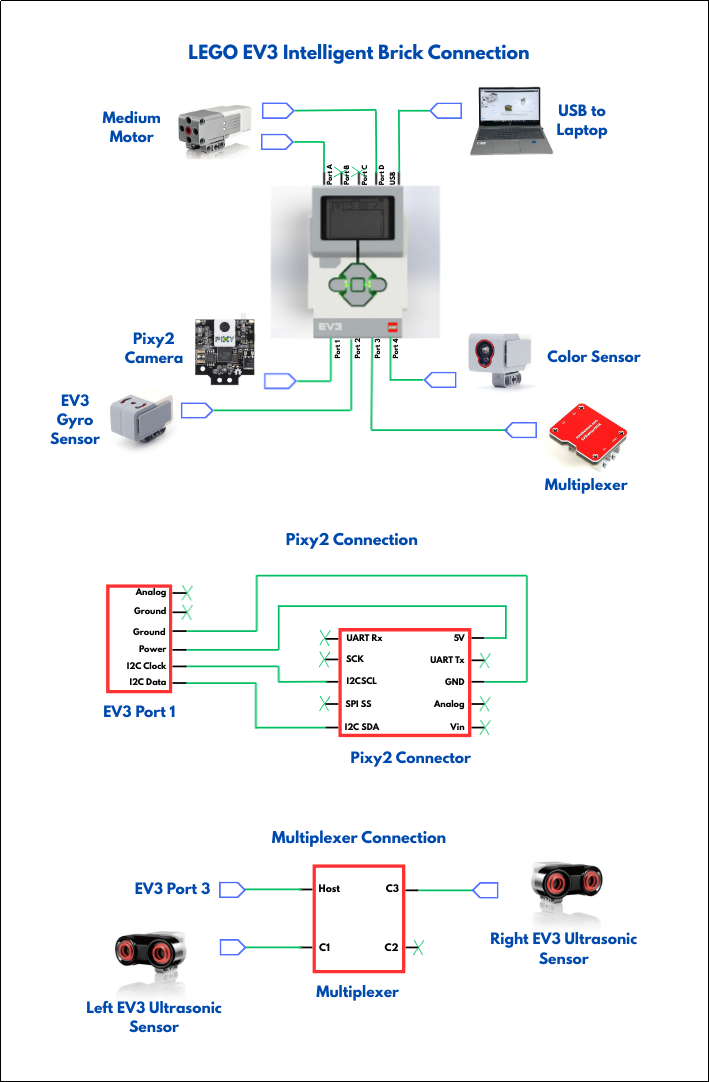 LEGO EV3 Intelligent Brick Connection
Medium
Motor
USB to
Laptop
Port A
Port B
Port C
Port D
USB
EV3
LEGO
Pixy2
Camera
PIXY
Port 1
Port 2
Port 3
Port 4
Color Sensor
EV3
Gyro
Sensor
Multiplexer
Pixy2 Connection
Analog
Ground
Ground
Power
I2C Clock
I2C Data
EV3 Port 1
UART Rx
SCK
I2CSCL
SPI SS
I2C SDA
5V
UART Tx
GND
Analog
Vin
Pixy2 Connector
Multiplexer Connection
EV3 Port 3
Host
C3
C1
C2
Multiplexer
Right EV3 Ultrasonic
Sensor
Left EV3 Ultrasonic
Sensor